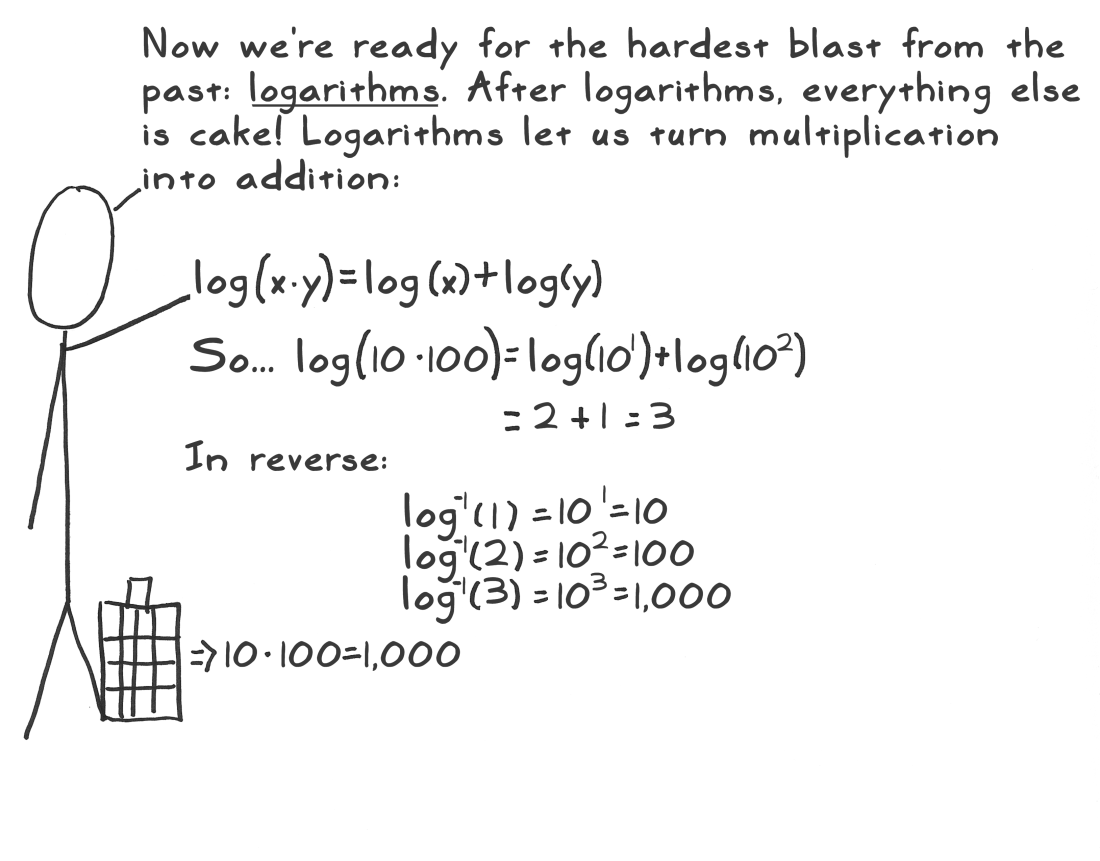 Now we're ready for the hardest blast from the
past: logarithms. After logarithms, everything else
is cake! Logarithms let us turn multiplication
into addition:
log(x·y)=log(x)+log(y)
So... log(10·100)=log(10¹)+log(10²)
= 2 + 1 = 3
In reverse:
log⁻¹(1) = 10¹=10
log⁻¹(2) = 10²=100
log⁻¹(3) = 10³=1,000
⇒10·100=1,000